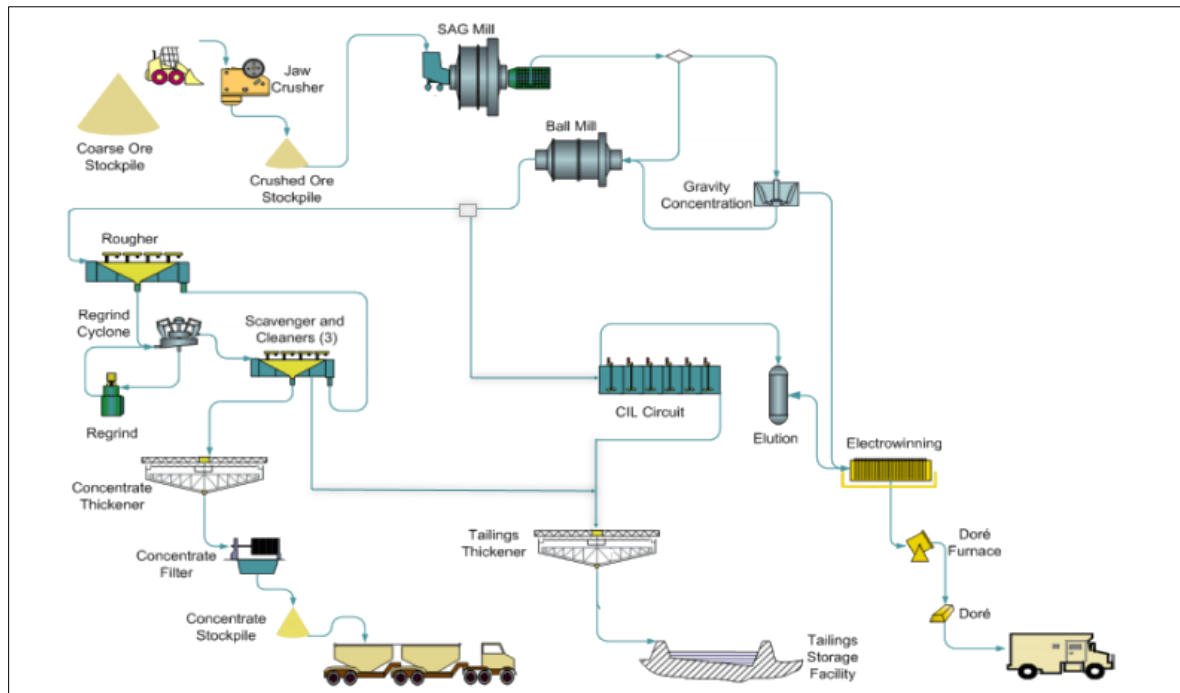 SAG Mill
Jaw
Crusher
Coarse Ore
Stockpile
Crushed Ore
Stockpile
Ball Mill
Gravity
Concentration
Rougher
Regrind
Cyclone
Scavenger and
Cleaners (3)
Regrind
CIL Circuit
Elution
Electrowinning
Concentrate
Thickener
Tailings
Thickener
Doré
Furnace
Concentrate
Filter
Doré
Concentrate
Stockpile
Tailings
Storage
Facility